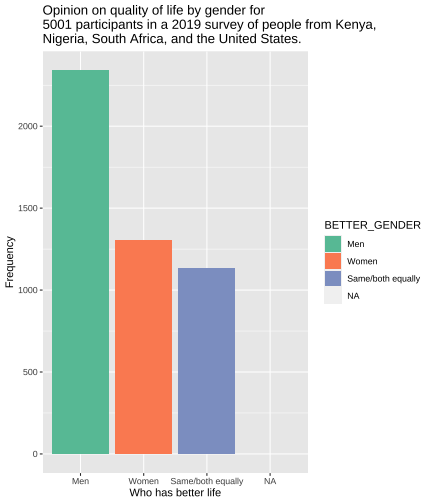 Opinion on quality of life by gender for
5001 participants in a 2019 survey of people from Kenya,
Nigeria, South Africa, and the United States.
2000
1500
1000
500
0
Frequency
Men
Women
Same/both equally
NA
Who has better life
BETTER_GENDER
Men
Women
Same/both equally
NA